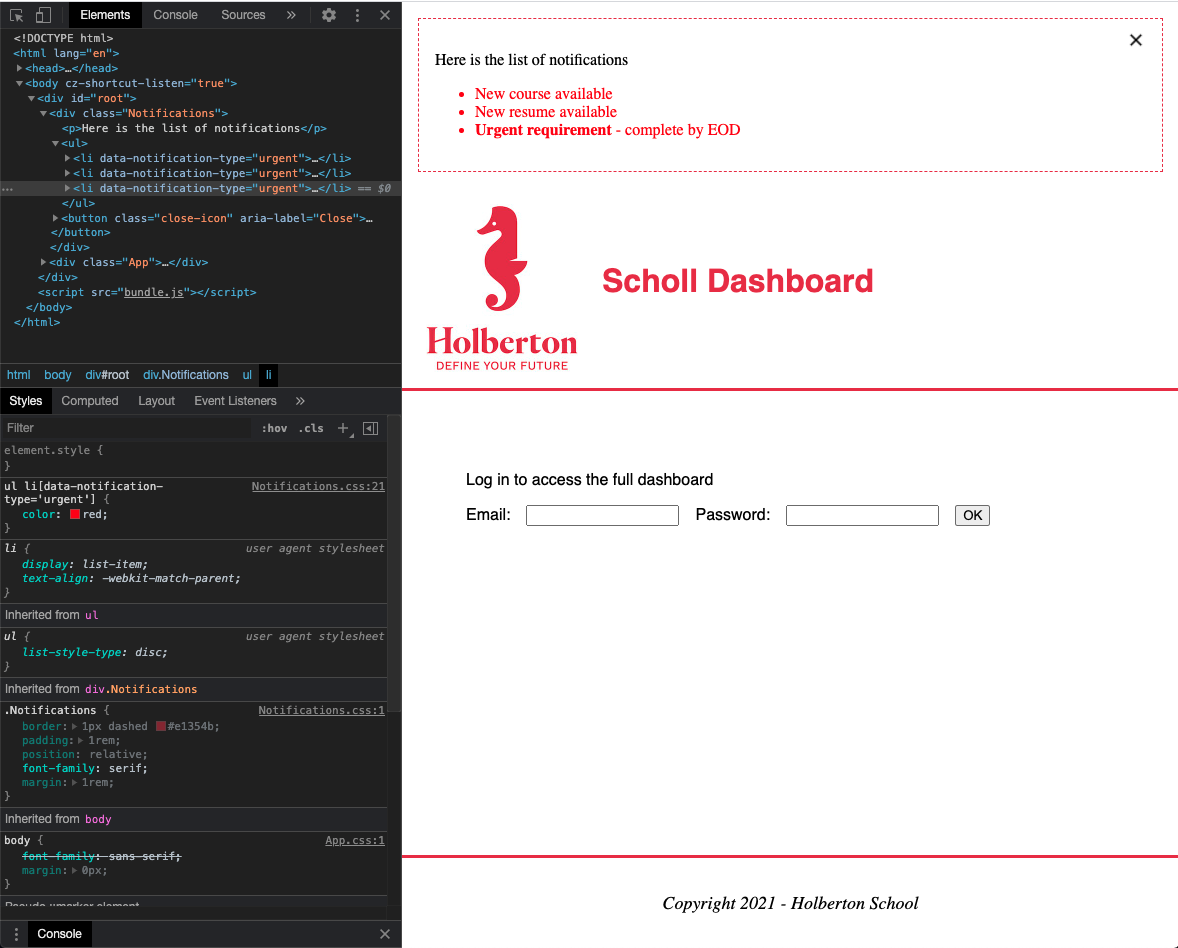 Elements Console Sources »
<!DOCTYPE html>
<html lang="en">
<head>…</head>
<body cz-shortcut-listen="true">
<div id="root">
<div class="Notifications">
<p>Here is the list of notifications</p>
<ul>
<li data-notification-type="urgent">…</li>
<li data-notification-type="urgent">…</li>
<li data-notification-type="urgent">…</li> == $0
</ul>
<button class="close-icon" aria-label="Close">…
</button>
</div>
<div class="App">…</div>
</div>
<script src="bundle.js"></script>
</body>
</html>
html body div#root div.Notifications ul li
Styles Computed Layout Event Listeners »
Filter :hov .cls +
element.style {
}
ul li[data-notification- Notifications.css:21
type='urgent'] {
color: red;
}
li { user agent stylesheet
display: list-item;
text-align: -webkit-match-parent;
}
Inherited from ul
ul { user agent stylesheet
list-style-type: disc;
}
Inherited from div.Notifications
.Notifications { Notifications.css:1
border: 1px dashed #e1354b;
padding: 1rem;
position: relative;
font-family: serif;
margin: 1rem;
}
Inherited from body
body { App.css:1
font-family: sans-serif;
margin: 0px;
}
Pseudo ::marker element
Console
Here is the list of notifications
• New course available
• New resume available
• Urgent requirement - complete by EOD
Holberton
DEFINE YOUR FUTURE
Scholl Dashboard
Log in to access the full dashboard
Email: Password: OK
Copyright 2021 - Holberton School